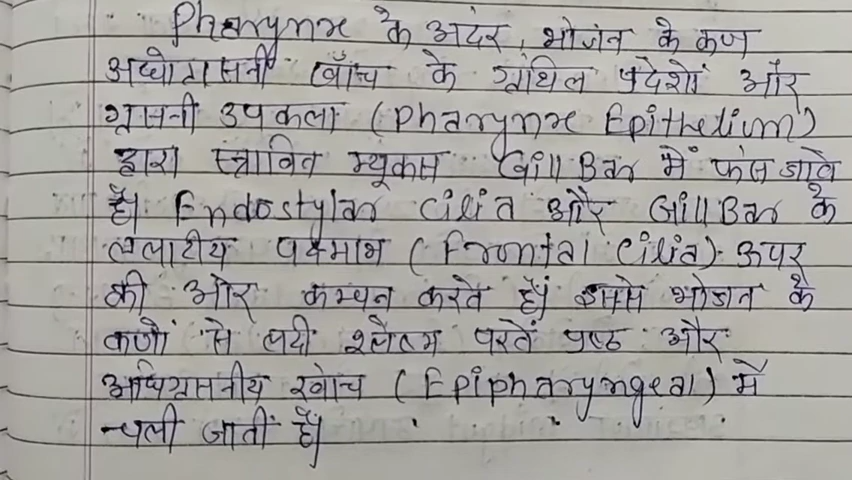 Pharynx के अदंर, भोजन के कण
अधोग्रसनी खाँच के ग्रंथिल प्रदेशों और
ग्रसनी उपकला (Pharynx Epithelium)
द्वारा स्त्रावित म्यूकस Gill Bar में फंस जाते
हैं। Endostylar Cilia और Gill Bar के
ललाटीय पक्ष्माभ (Frontal Cilia) ऊपर
की ओर कम्पन करते हैं। इससे भोजन के
कणों से लदी श्लेष्म परतें पृष्ठ और
अधिग्रसनीय खाँच (Epipharyngeal) में
चली जातीं हैं।